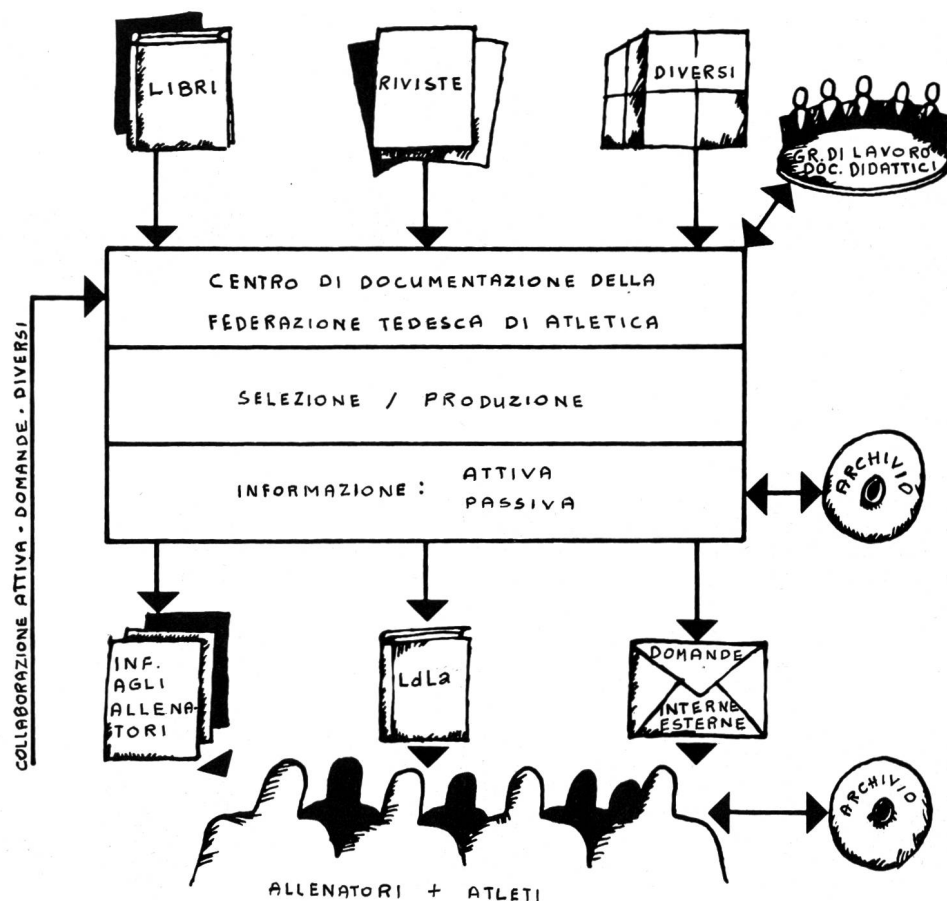 LIBRI
RIVISTE
DIVERSI
GR. DI LAVORO
DOC. DIDATTICI
CENTRO DI DOCUMENTAZIONE DELLA
FEDERAZIONE TEDESCA DI ATLETICA
SELEZIONE / PRODUZIONE
INFORMAZIONE: ATTIVA
PASSIVA
ARCHIVIO
COLLABORAZIONE ATTIVA - DOMANDE - DIVERSI
INF.
AGLI
ALLENA-
TORI
LdLa
DOMANDE
INTERNE
ESTERNE
ARCHIVIO
ALLENATORI + ATLETI